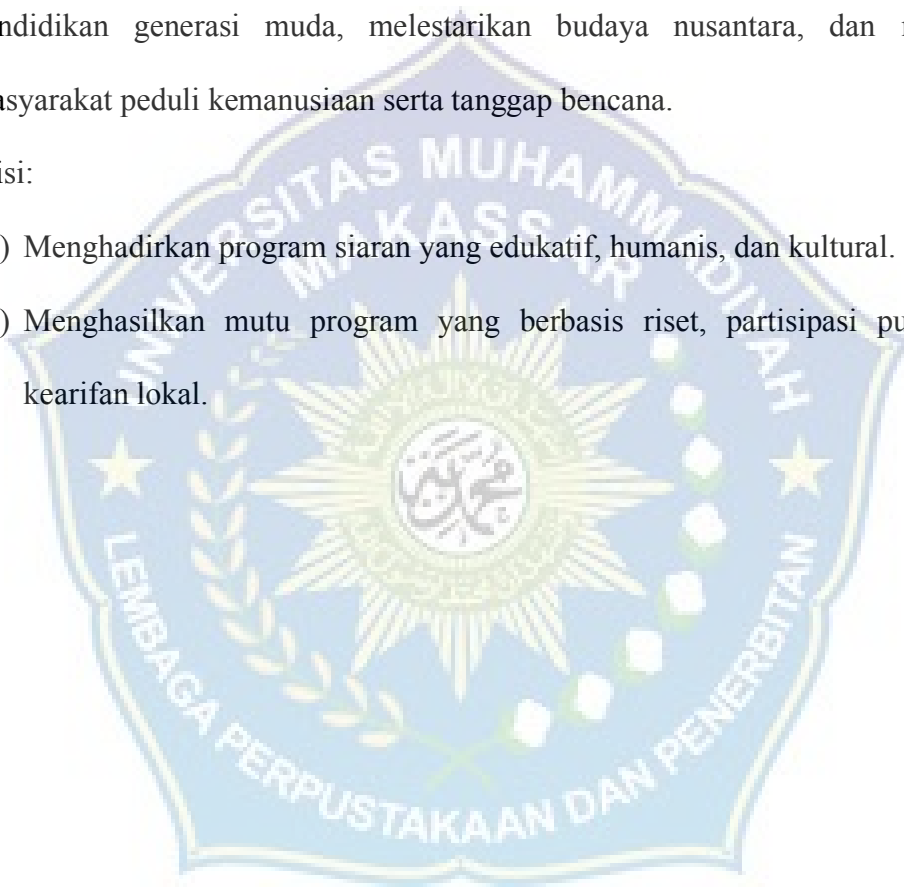 ndidikan generasi muda, melestarikan budaya nusantara, dan
asyarakat peduli kemanusiaan serta tanggap bencana.
isi:
) Menghadirkan program siaran yang edukatif, humanis, dan kultural.
) Menghasilkan mutu program yang berbasis riset, partisipasi pu
kearifan lokal.
UNIVERSITAS MUHAMMADIYAH
MAKASSAR
LEMBAGA PERPUSTAKAAN DAN PENERBITAN